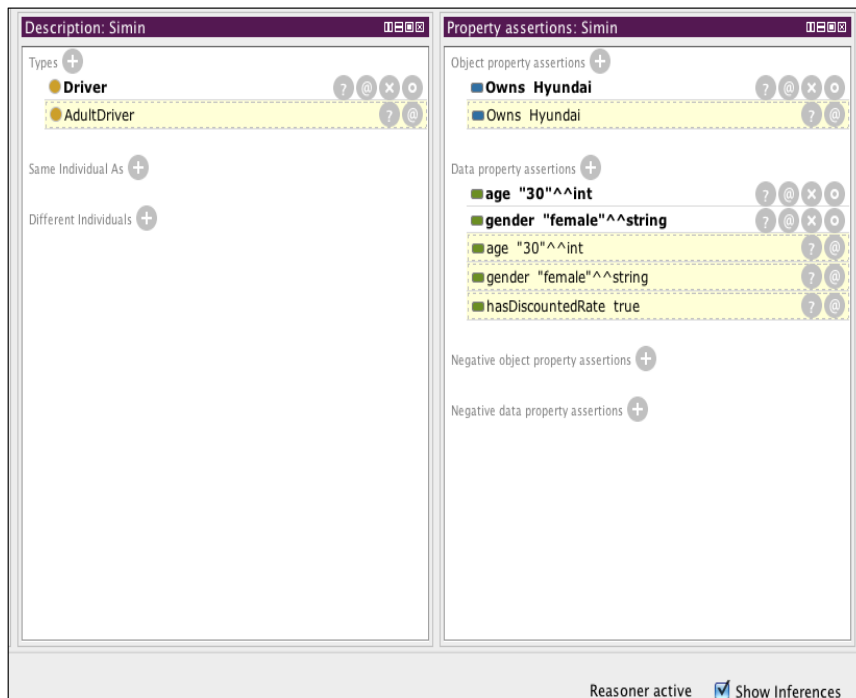 Description: Simin
Types
Driver
AdultDriver
Same Individual As
Different Individuals
Property assertions: Simin
Object property assertions
Owns Hyundai
Owns Hyundai
Data property assertions
age "30"^^int
gender "female"^^string
age "30"^^int
gender "female"^^string
hasDiscountedRate true
Negative object property assertions
Negative data property assertions
Reasoner active Show Inferences